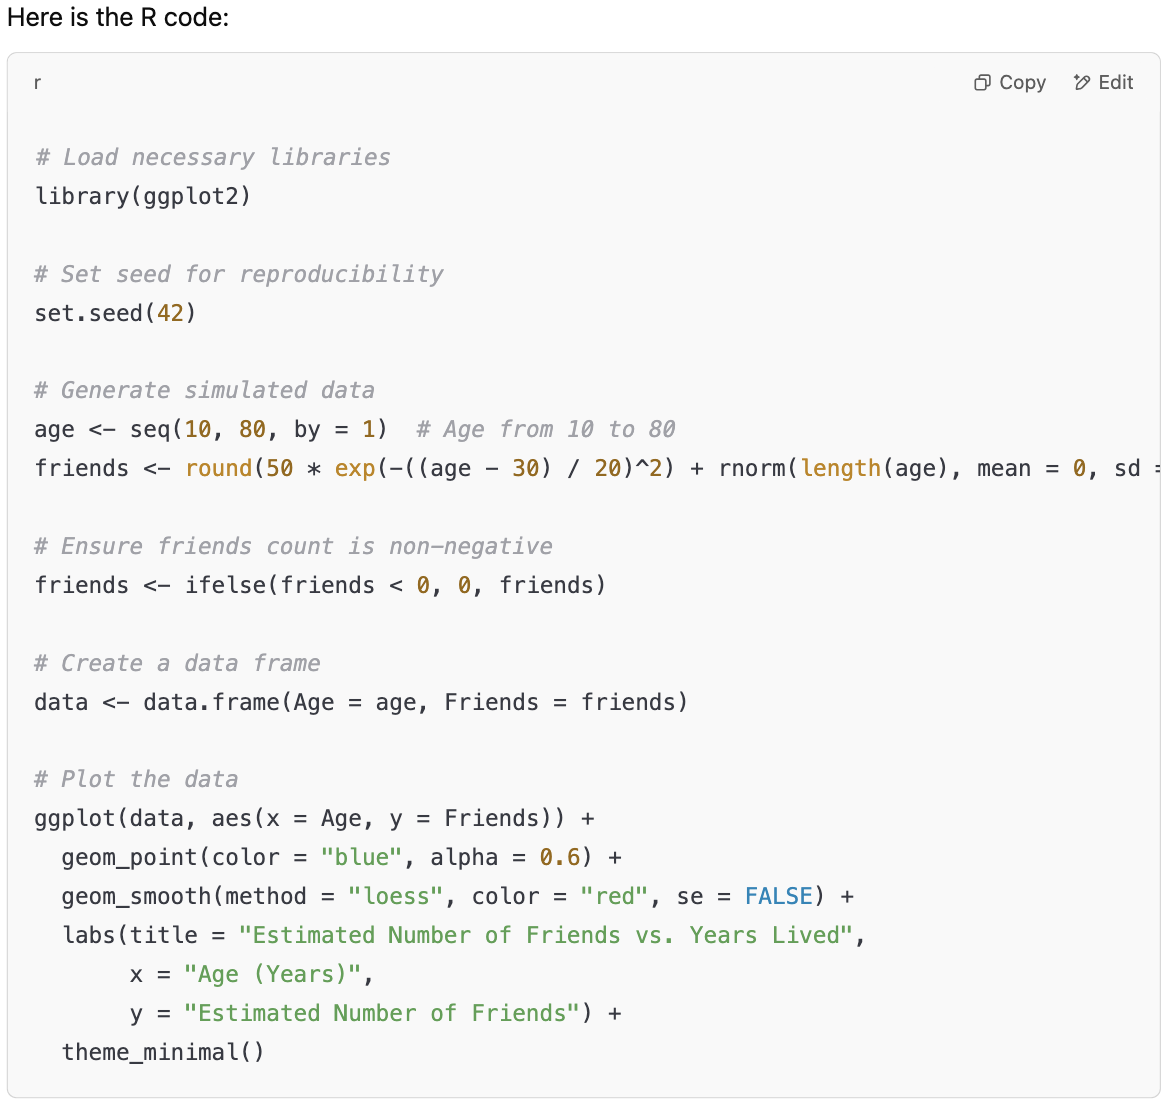 Here is the R code:
r Copy Edit
# Load necessary libraries
library(ggplot2)
# Set seed for reproducibility
set.seed(42)
# Generate simulated data
age <- seq(10, 80, by = 1)  # Age from 10 to 80
friends <- round(50 * exp(-((age - 30) / 20)^2) + rnorm(length(age), mean = 0, sd =
# Ensure friends count is non-negative
friends <- ifelse(friends < 0, 0, friends)
# Create a data frame
data <- data.frame(Age = age, Friends = friends)
# Plot the data
ggplot(data, aes(x = Age, y = Friends)) +
  geom_point(color = "blue", alpha = 0.6) +
  geom_smooth(method = "loess", color = "red", se = FALSE) +
  labs(title = "Estimated Number of Friends vs. Years Lived",
       x = "Age (Years)",
       y = "Estimated Number of Friends") +
  theme_minimal()